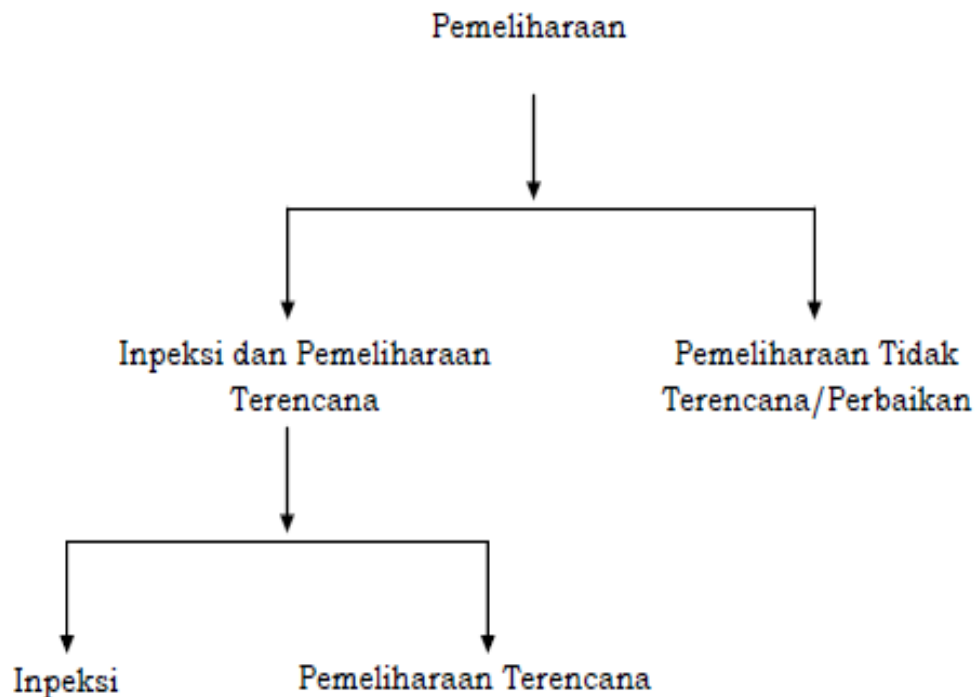 Pemeliharaan
Inpeksi dan Pemeliharaan
Terencana
Pemeliharaan Tidak
Terencana/Perbaikan
Inpeksi
Pemeliharaan Terencana